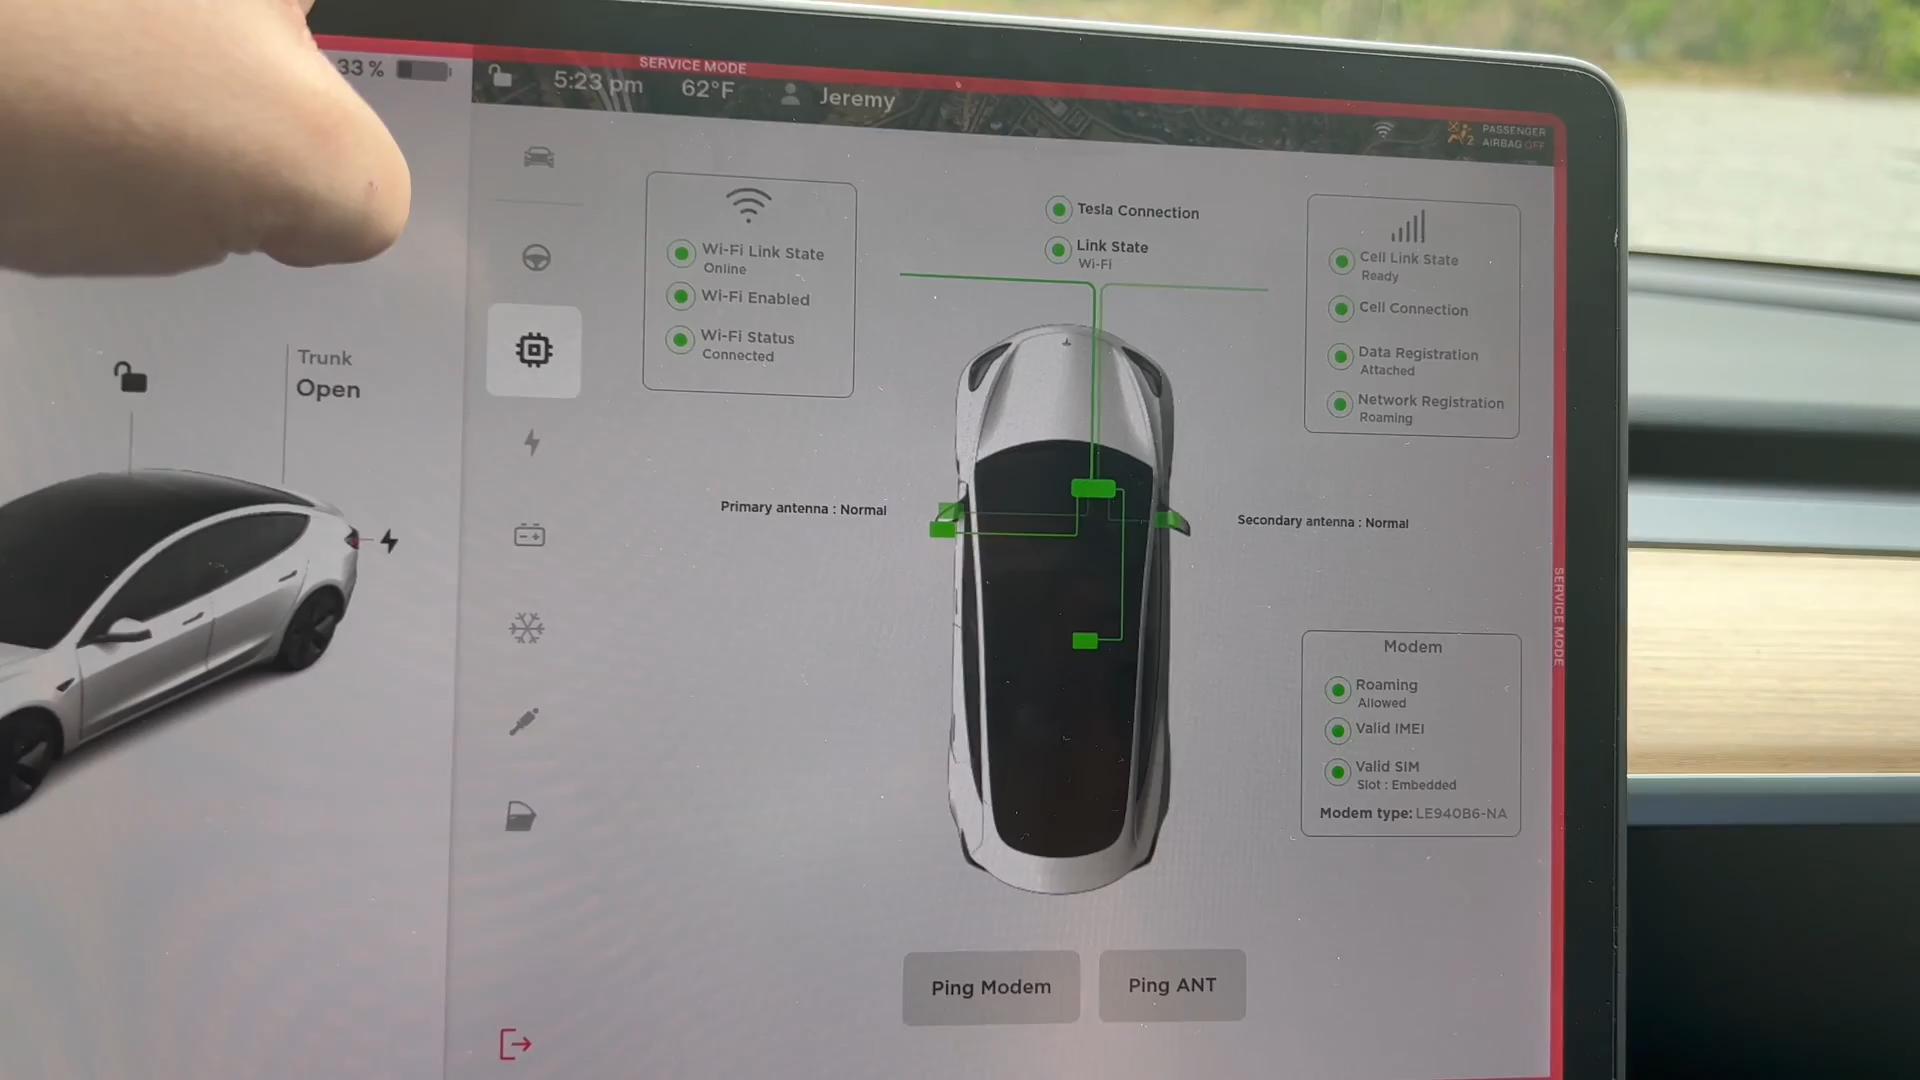 33 %
SERVICE MODE
5:23 pm
62°F
Jeremy
2
PASSENGER
AIRBAG OFF
Trunk
Open
Wi-Fi Link State
Online
Wi-Fi Enabled
Wi-Fi Status
Connected
Tesla Connection
Link State
Wi-Fi
Cell Link State
Ready
Cell Connection
Data Registration
Attached
Network Registration
Roaming
Primary antenna : Normal
Secondary antenna : Normal
SERVICE MODE
Modem
Roaming
Allowed
Valid IMEI
Valid SIM
Slot : Embedded
Modem type: LE940B6-NA
Ping Modem
Ping ANT